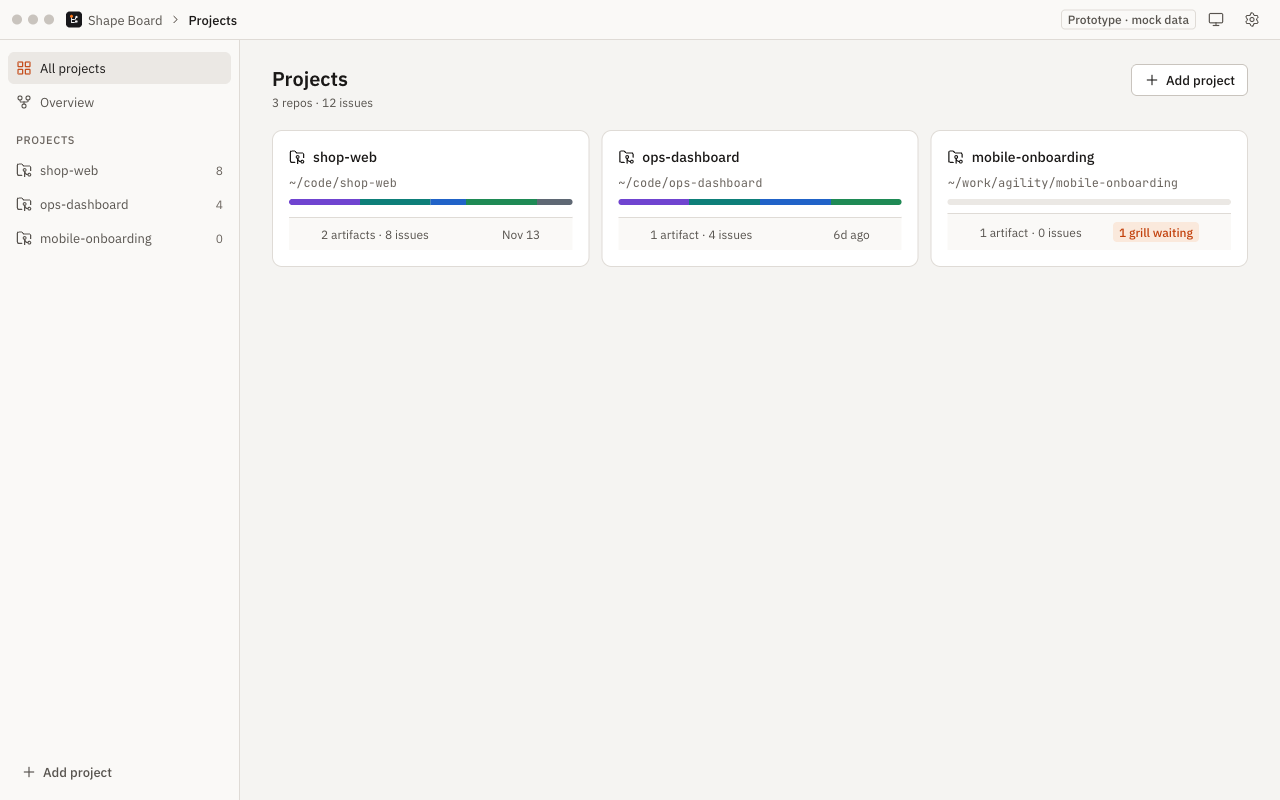 Shape Board
Projects
Prototype · mock data
All projects
Overview
PROJECTS
shop-web 8
ops-dashboard 4
mobile-onboarding 0
Add project
Projects
3 repos · 12 issues
Add project
shop-web
~/code/shop-web
2 artifacts · 8 issues Nov 13
ops-dashboard
~/code/ops-dashboard
1 artifact · 4 issues 6d ago
mobile-onboarding
~/work/agility/mobile-onboarding
1 artifact · 0 issues 1 grill waiting